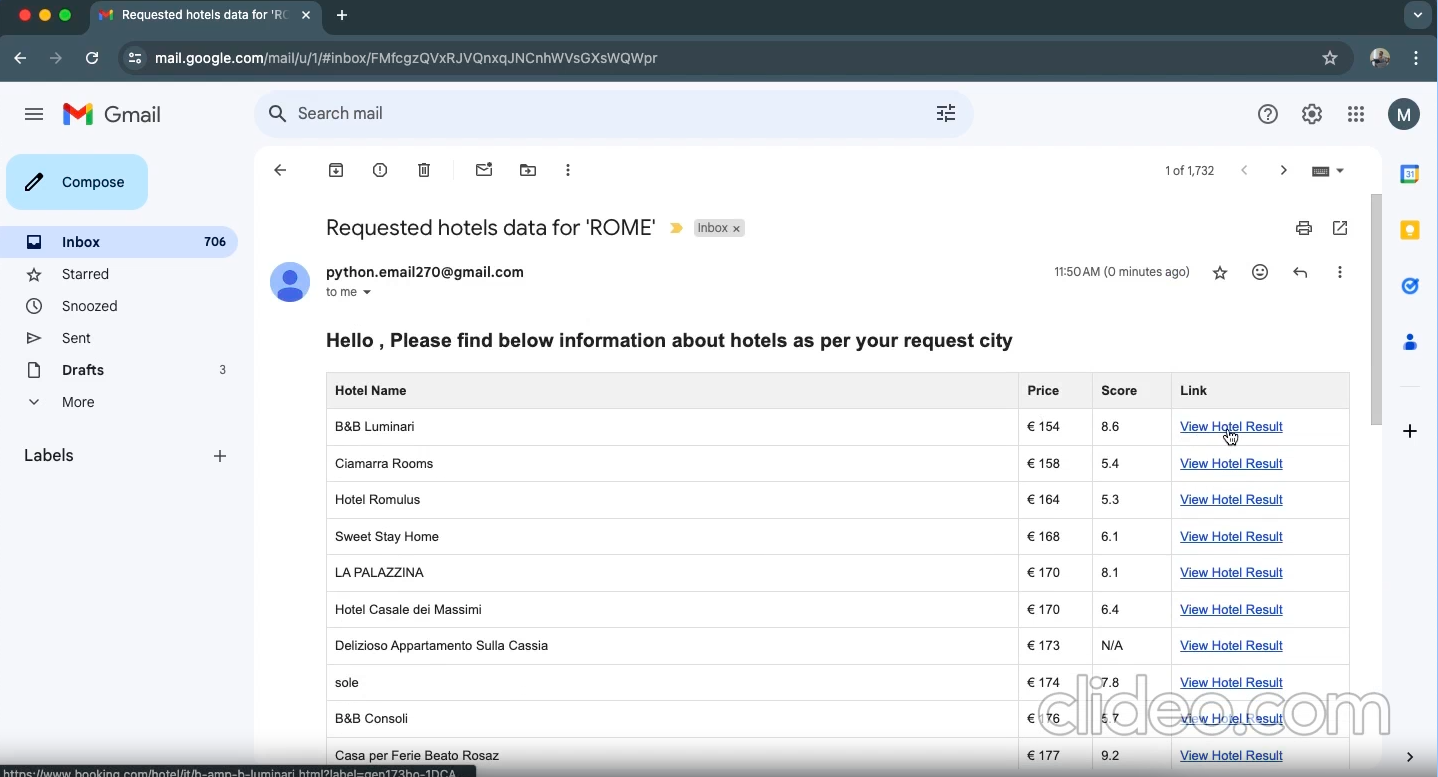 Requested hotels data for 'RO
mail.google.com/mail/u/1/#inbox/FMfcgzQVxRJVQnxqJNCnhWVsGXsWQWpr
Gmail
Search mail
M
Compose
1 of 1,732
31
Inbox 706
Starred
Snoozed
Sent
Drafts 3
More
Labels
Requested hotels data for 'ROME' Inbox ×
python.email270@gmail.com
11:50 AM (0 minutes ago)
to me
Hello , Please find below information about hotels as per your request city
Hotel Name Price Score Link
B&B Luminari € 154 8.6 View Hotel Result
Ciamarra Rooms € 158 5.4 View Hotel Result
Hotel Romulus € 164 5.3 View Hotel Result
Sweet Stay Home € 168 6.1 View Hotel Result
LA PALAZZINA € 170 8.1 View Hotel Result
Hotel Casale dei Massimi € 170 6.4 View Hotel Result
Delizioso Appartamento Sulla Cassia € 173 N/A View Hotel Result
sole € 174 7.8 View Hotel Result
B&B Consoli € 176 5.7 View Hotel Result
Casa per Ferie Beato Rosaz € 177 9.2 View Hotel Result
clideo.com
https://www.booking.com/hotel/it/b-amp-b-luminari.html?label=gen173bo-1DCA